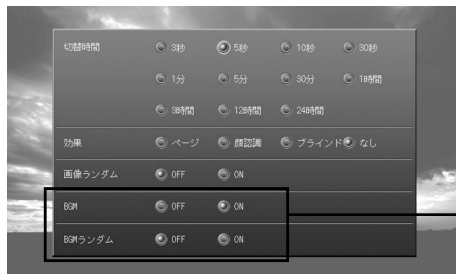 切替時間 3秒 5秒 10秒 30秒
1分 5分 30分 1時間
3時間 12時間 24時間
効果 ページ 顔認識 ブラインド なし
画像ランダム OFF ON
BGM OFF ON
BGMランダム OFF ON